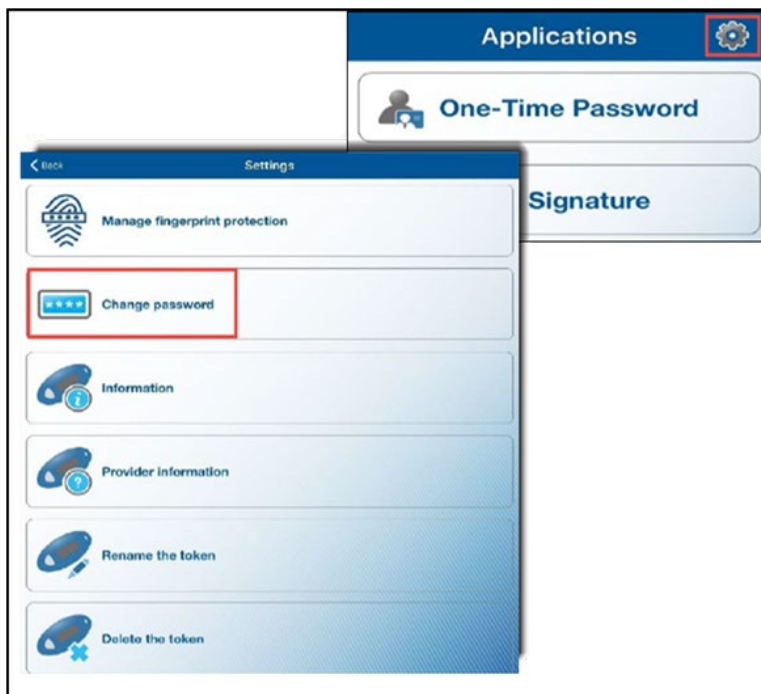 Applications
One-Time Password
Signature
Back
Settings
Manage fingerprint protection
Change password
Information
Provider information
Rename the token
Delete the token